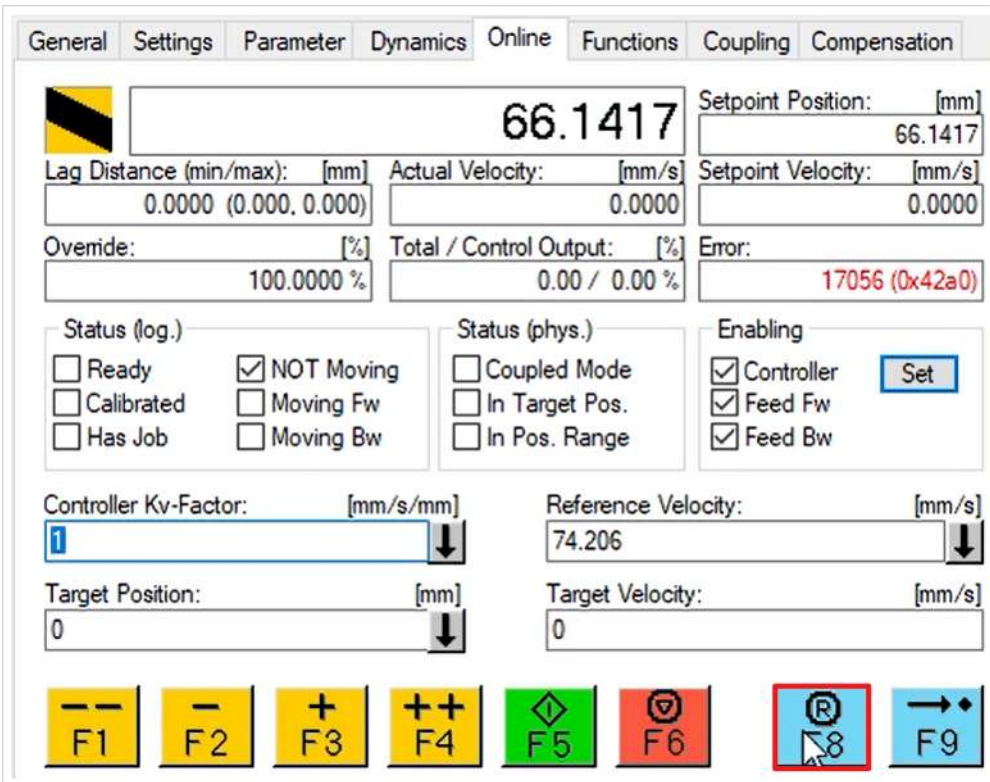 General Settings Parameter Dynamics Online Functions Coupling Compensation
66.1417
Setpoint Position: [mm]
66.1417
Lag Distance (min/max): [mm] Actual Velocity: [mm/s] Setpoint Velocity: [mm/s]
0.0000 (0.000, 0.000) 0.0000 0.0000
Override: [%] Total / Control Output: [%] Error:
100.0000 % 0.00 / 0.00 % 17056 (0x42a0)
Status (log.) Status (phys.) Enabling
Ready NOT Moving Coupled Mode Controller Set
Calibrated Moving Fw In Target Pos. Feed Fw
Has Job Moving Bw In Pos. Range Feed Bw
Controller Kv-Factor: [mm/s/mm] Reference Velocity: [mm/s]
1 74.206
Target Position: [mm] Target Velocity: [mm/s]
0 0
-- - + ++ R
F1 F2 F3 F4 F5 F6 F8 F9